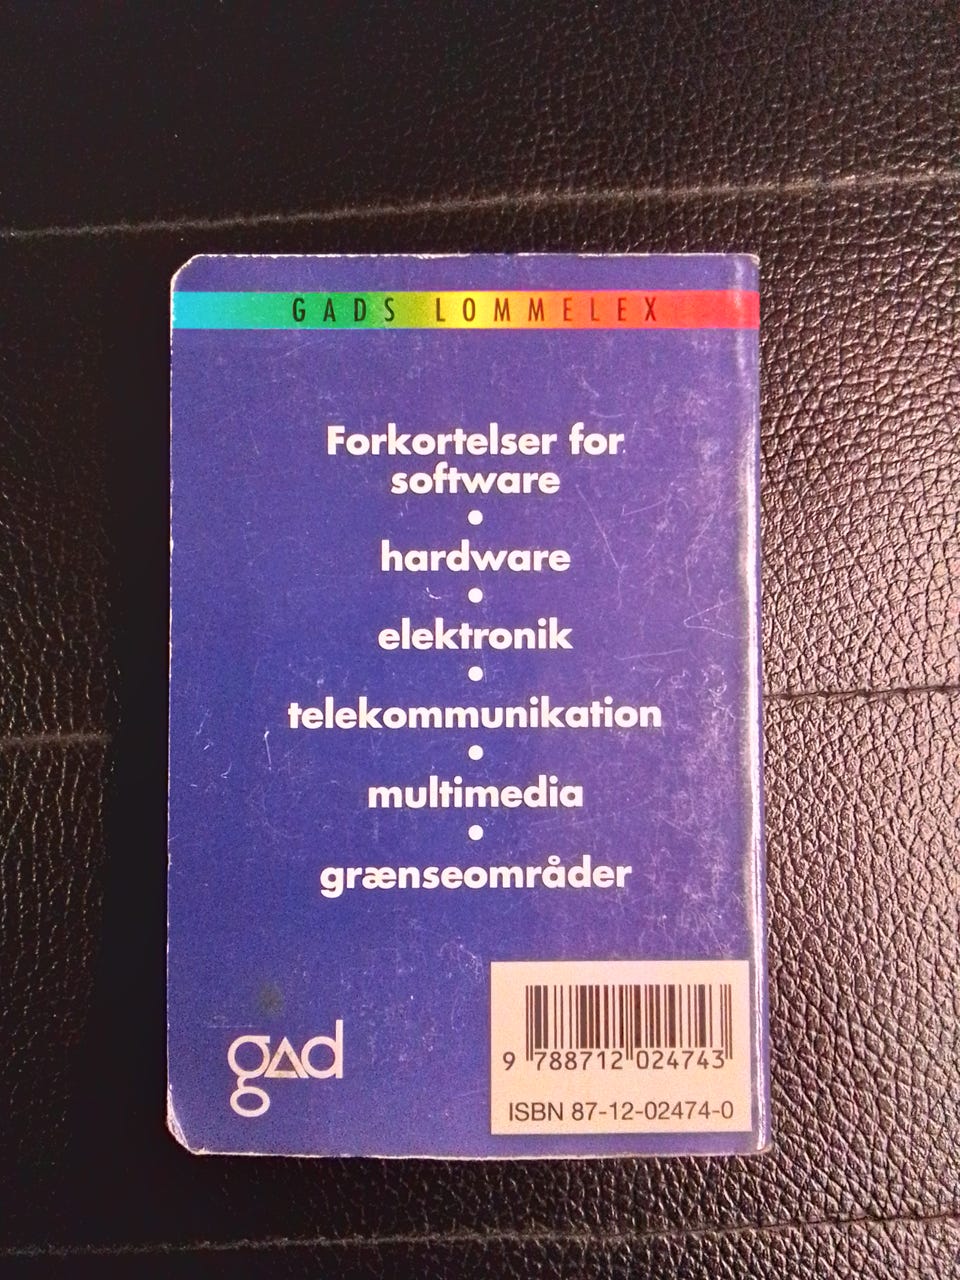 GADS LOMMELEX
Forkortelser for
software
•
hardware
•
elektronik
•
telekommunikation
•
multimedia
•
grænseområder
gad
9 788712 024743
ISBN 87-12-02474-0